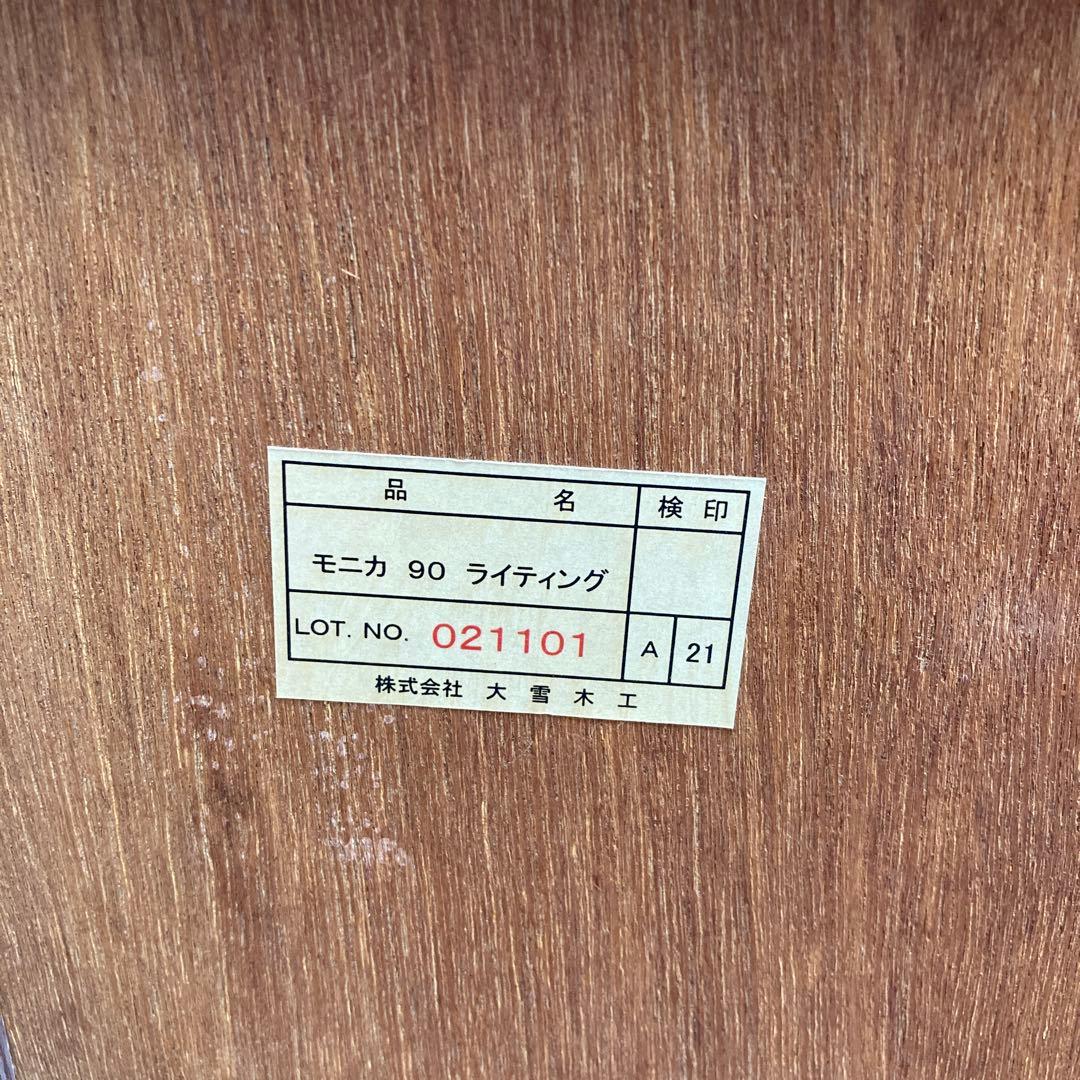 品名 検印
モニカ 90 ライティング
LOT. NO. 021101 A 21
株式会社 大雪木工